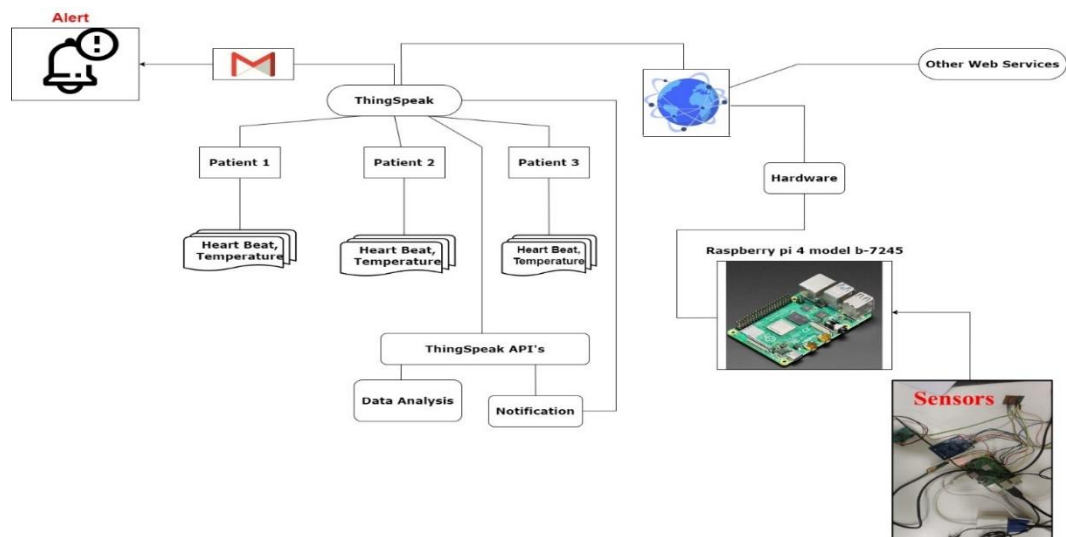 Alert
Other Web Services
ThingSpeak
Patient 1
Patient 2
Patient 3
Hardware
Heart Beat,
Temperature
Heart Beat,
Temperature
Heart Beat,
Temperature
Raspberry pi 4 model b-7245
ThingSpeak API's
Data Analysis
Notification
Sensors